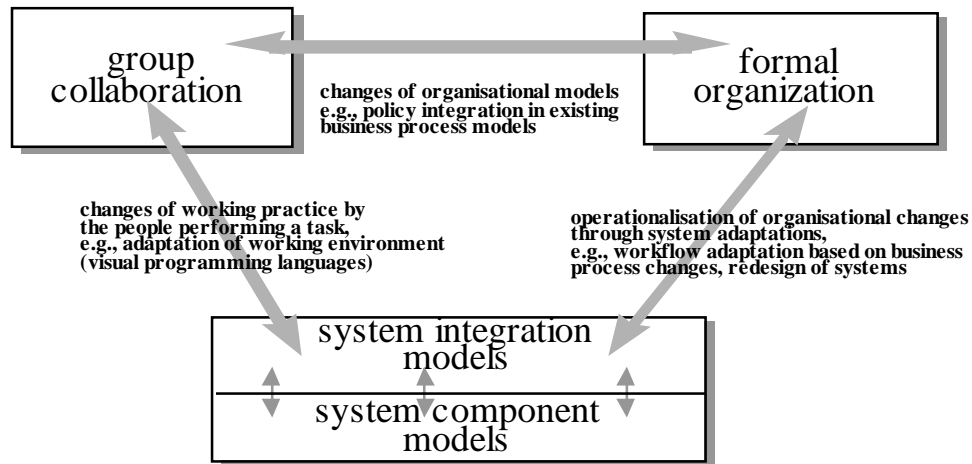 group
collaboration
formal
organization
changes of organisational models
e.g., policy integration in existing
business process models
changes of working practice by
the people performing a task,
e.g., adaptation of working environment
(visual programming languages)
operationalisation of organisational changes
through system adaptations,
e.g., workflow adaptation based on business
process changes, redesign of systems
system integration
models
system component
models